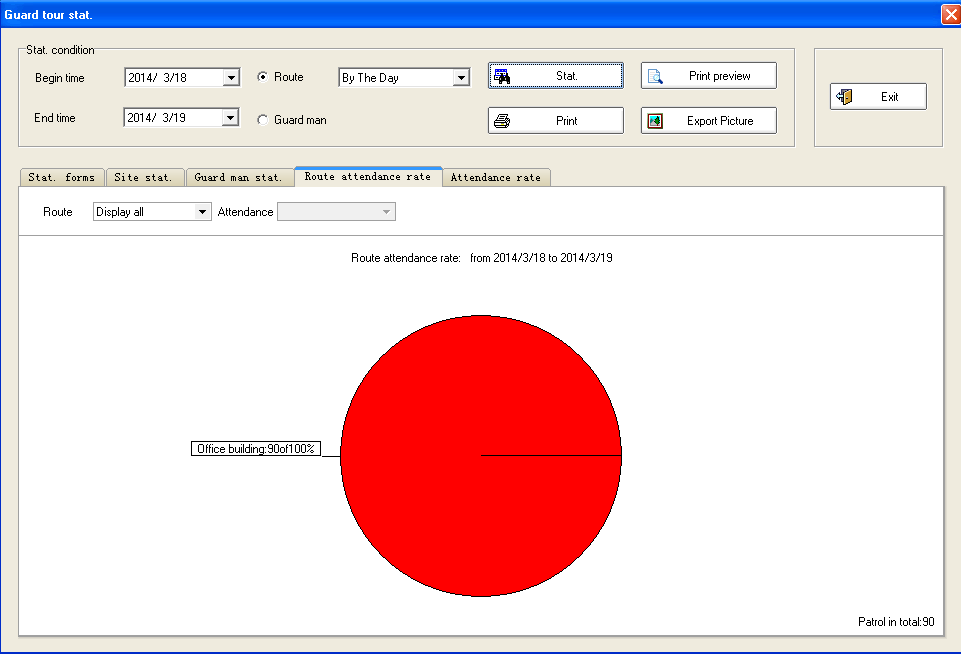 Guard tour stat.
Stat. condition
Begin time 2014/ 3/18 Route By The Day Stat. Print preview
Exit
End time 2014/ 3/19 Guard man Print Export Picture
Stat. forms Site stat. Guard man stat. Route attendance rate Attendance rate
Route Display all Attendance
Route attendance rate: from 2014/3/18 to 2014/3/19
Office building:90of100%
Patrol in total:90